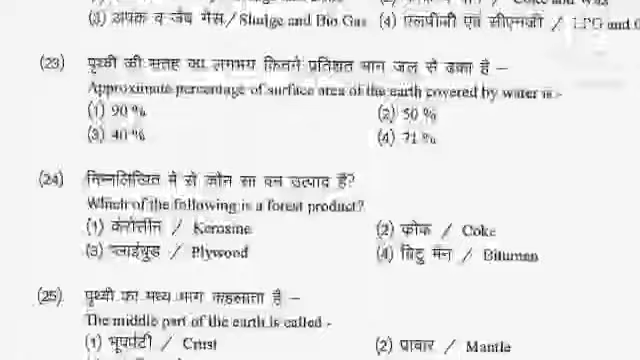 (3) अपंक व जैव गैस / Sludge and Bio Gas (4) एलपीजी एवं सीएनजी / LPG and
(23) पृथ्वी की सतह का लगभग कितने प्रतिशत भाग जल से ढका है –
Approximate percentage of surface area of the earth covered by water is:-
(1) 90 % (2) 50 %
(3) 40 % (4) 71 %
(24) निम्नलिखित में से कौन सा वन उत्पाद है?
Which of the following is a forest product?
(1) केरोसीन / Kerosine (2) कोक / Coke
(3) प्लाईवुड / Plywood (4) बिटु मेन / Bituman
(25) पृथ्वी का मध्य भाग कहलाता है –
The middle part of the earth is called -
(1) भूपर्पटी / Crust (2) प्रावार / Mantle